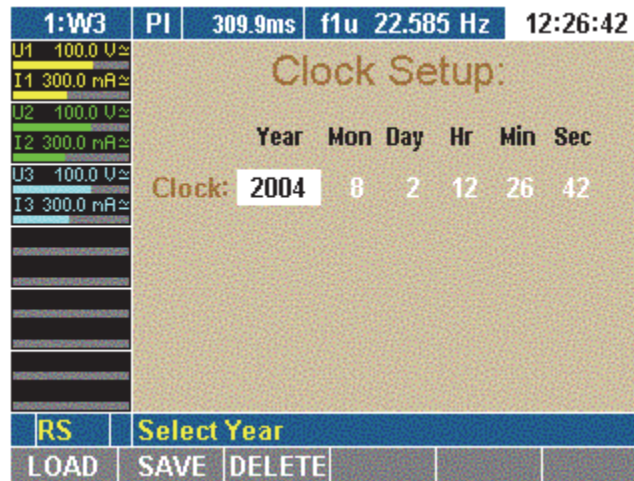 1:W3 PI 309.9ms f1u 22.585 Hz 12:26:42
U1 100.0 V≃
I1 300.0 mA≃
U2 100.0 V≃
I2 300.0 mA≃
U3 100.0 V≃
I3 300.0 mA≃
Clock Setup:
Year Mon Day Hr Min Sec
Clock: 2004 8 2 12 26 42
RS Select Year
LOAD SAVE DELETE